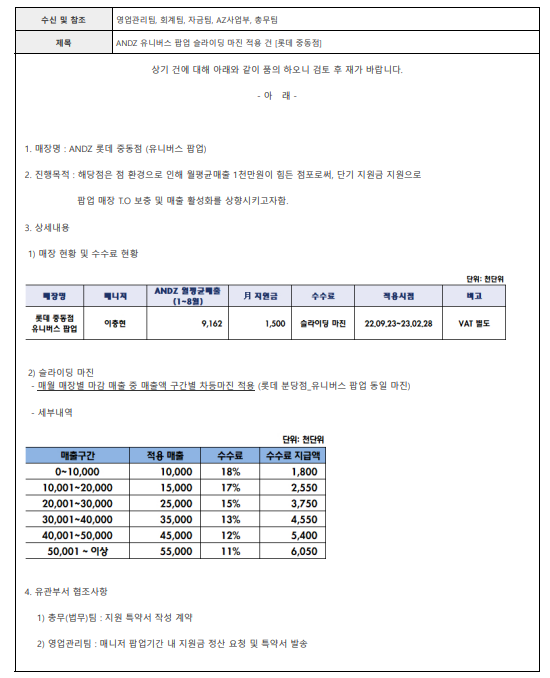 수신 및 참조 영업관리팀, 회계팀, 자금팀, AZ사업부, 총무팀
제목 ANDZ 유니버스 팝업 슬라이딩 마진 적용 건 [롯데 중동점]
상기 건에 대해 아래와 같이 품의 하오니 검토 후 재가 바랍니다.
- 아 래 -
1. 매장명 : ANDZ 롯데 중동점 (유니버스 팝업)
2. 진행목적 : 해당점은 점 환경으로 인해 월평균매출 1천만원이 힘든 점포로써, 단기 지원금 지원으로
팝업 매장 T.O 보충 및 매출 활성화를 상향시키고자함.
3. 상세내용
1) 매장 현황 및 수수료 현황
단위: 천단위
매장명 매니저 ANDZ 월평균매출 (1~8월) 月 지원금 수수료 적용시점 비고
롯데 중동점 유니버스 팝업 이충현 9,162 1,500 슬라이딩 마진 22.09.23~23.02.28 VAT 별도
2) 슬라이딩 마진
- 매월 매장별 마감 매출 중 매출액 구간별 차등마진 적용 (롯데 분당점_유니버스 팝업 동일 마진)
- 세부내역
단위: 천단위
매출구간 적용 매출 수수료 수수료 지급액
0~10,000 10,000 18% 1,800
10,001~20,000 15,000 17% 2,550
20,001~30,000 25,000 15% 3,750
30,001~40,000 35,000 13% 4,550
40,001~50,000 45,000 12% 5,400
50,001 ~ 이상 55,000 11% 6,050
4. 유관부서 협조사항
1) 총무(법무)팀 : 지원 특약서 작성 계약
2) 영업관리팀 : 매니저 팝업기간 내 지원금 정산 요청 및 특약서 발송